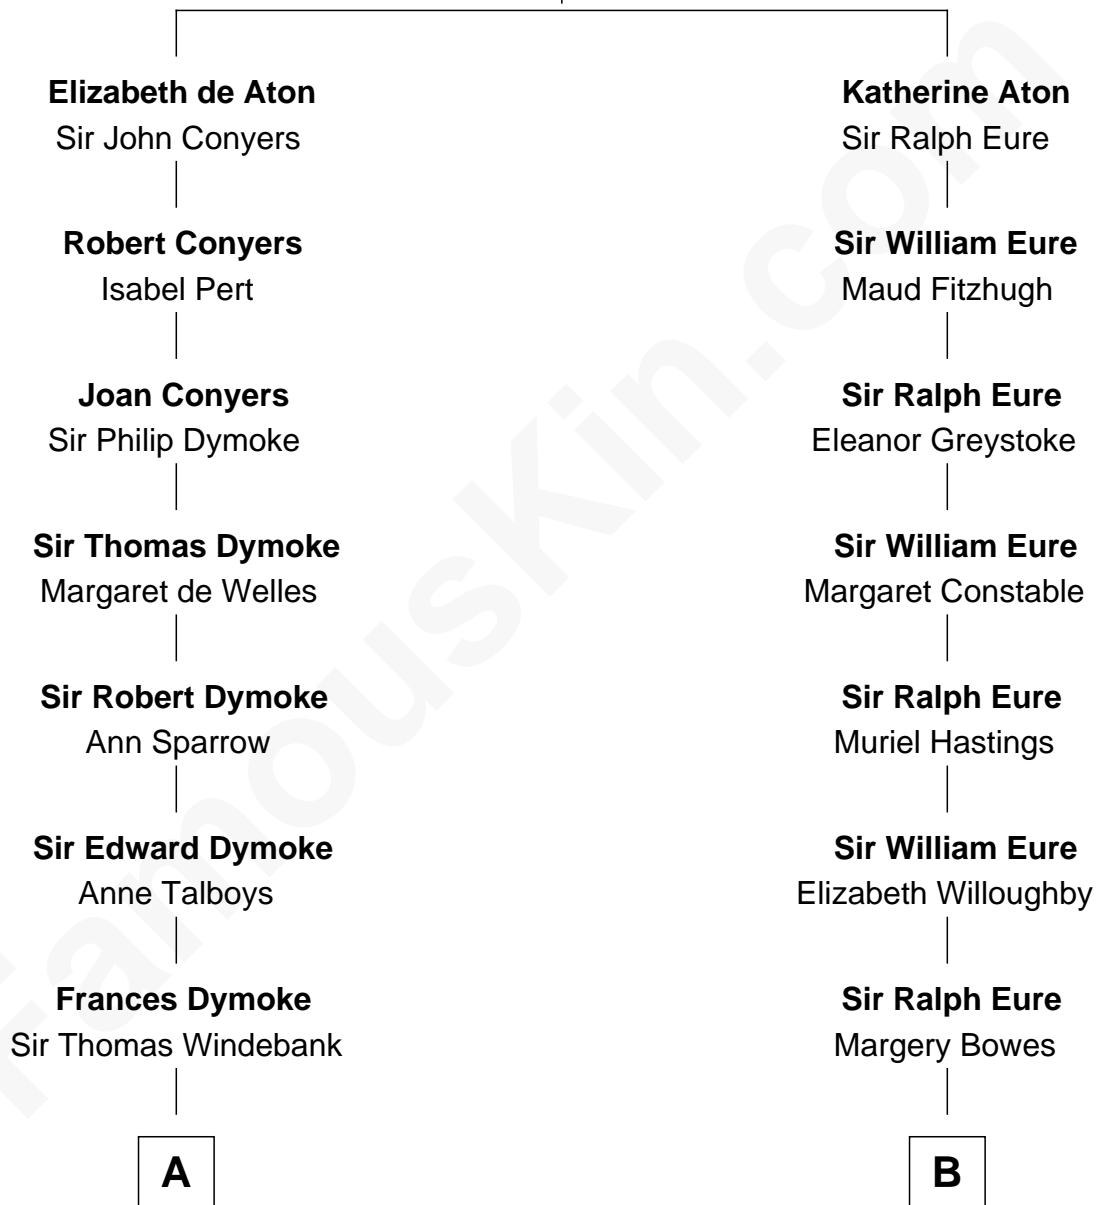 Elizabeth de Aton
Sir John Conyers
Robert Conyers
Isabel Pert
Joan Conyers
Sir Philip Dymoke
Sir Thomas Dymoke
Margaret de Welles
Sir Robert Dymoke
Ann Sparrow
Sir Edward Dymoke
Anne Talboys
Frances Dymoke
Sir Thomas Windebank
A
Katherine Aton
Sir Ralph Eure
Sir William Eure
Maud Fitzhugh
Sir Ralph Eure
Eleanor Greystoke
Sir William Eure
Margaret Constable
Sir Ralph Eure
Muriel Hastings
Sir William Eure
Elizabeth Willoughby
Sir Ralph Eure
Margery Bowes
B
FamousKin.com